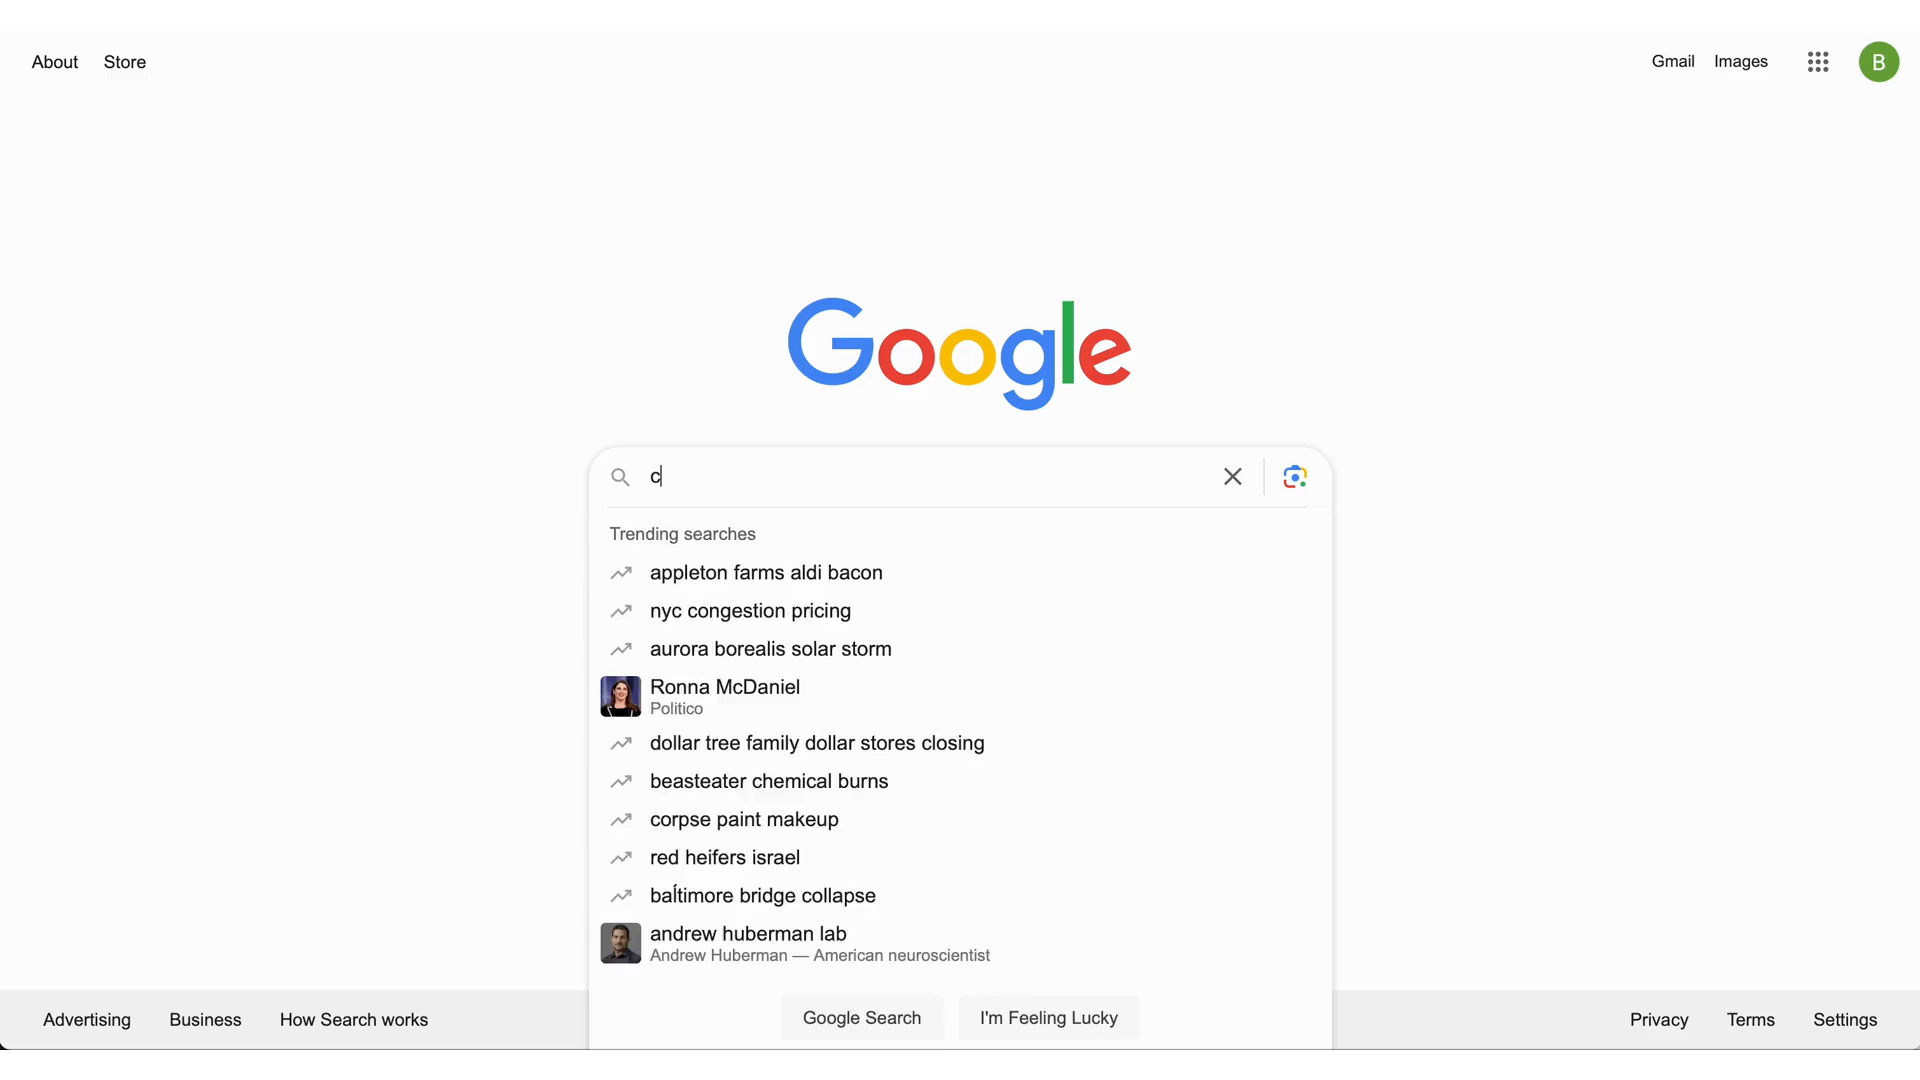 About Store
Gmail Images
B
Google
c
Trending searches
appleton farms aldi bacon
nyc congestion pricing
aurora borealis solar storm
Ronna McDaniel
Politico
dollar tree family dollar stores closing
beasteater chemical burns
corpse paint makeup
red heifers israel
baltimore bridge collapse
andrew huberman lab
Andrew Huberman — American neuroscientist
Google Search I'm Feeling Lucky
Advertising Business How Search works
Privacy Terms Settings